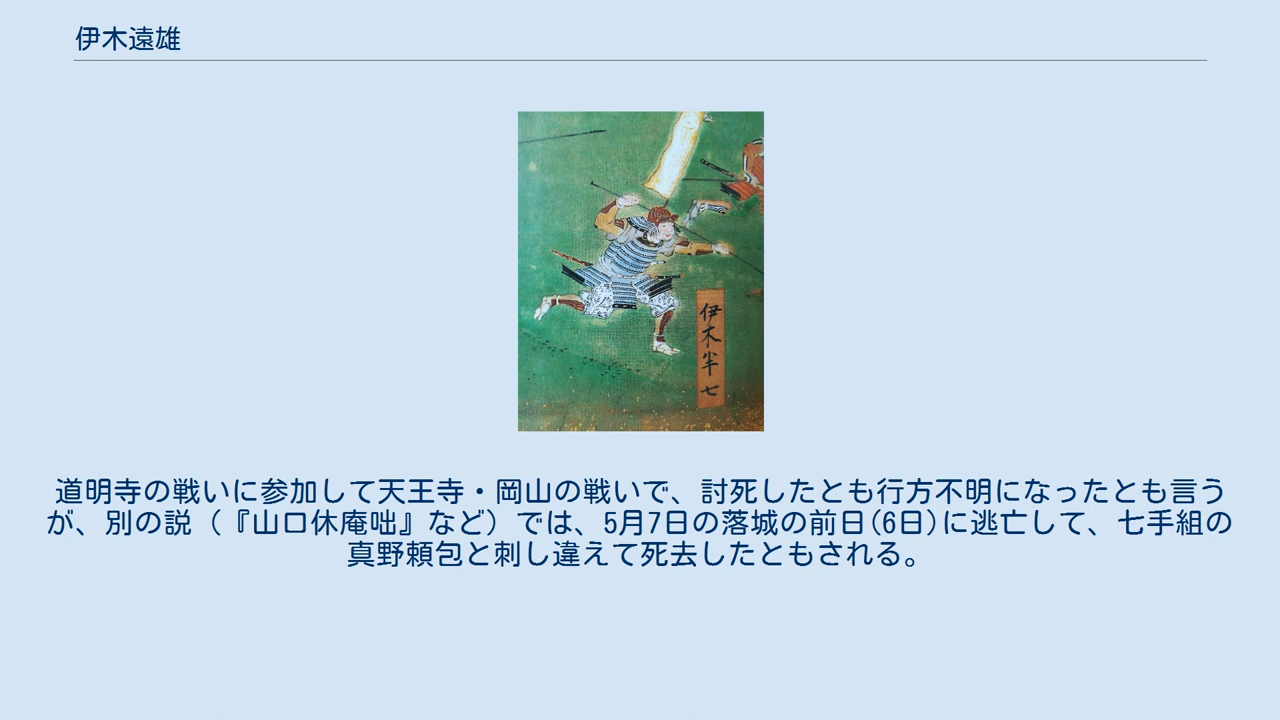 伊木遠雄
伊木半七
道明寺の戦いに参加して天王寺・岡山の戦いで、討死したとも行方不明になったとも言う
が、別の説（『山口休庵咄』など）では、5月7日の落城の前日(6日)に逃亡して、七手組の
真野頼包と刺し違えて死去したともされる。